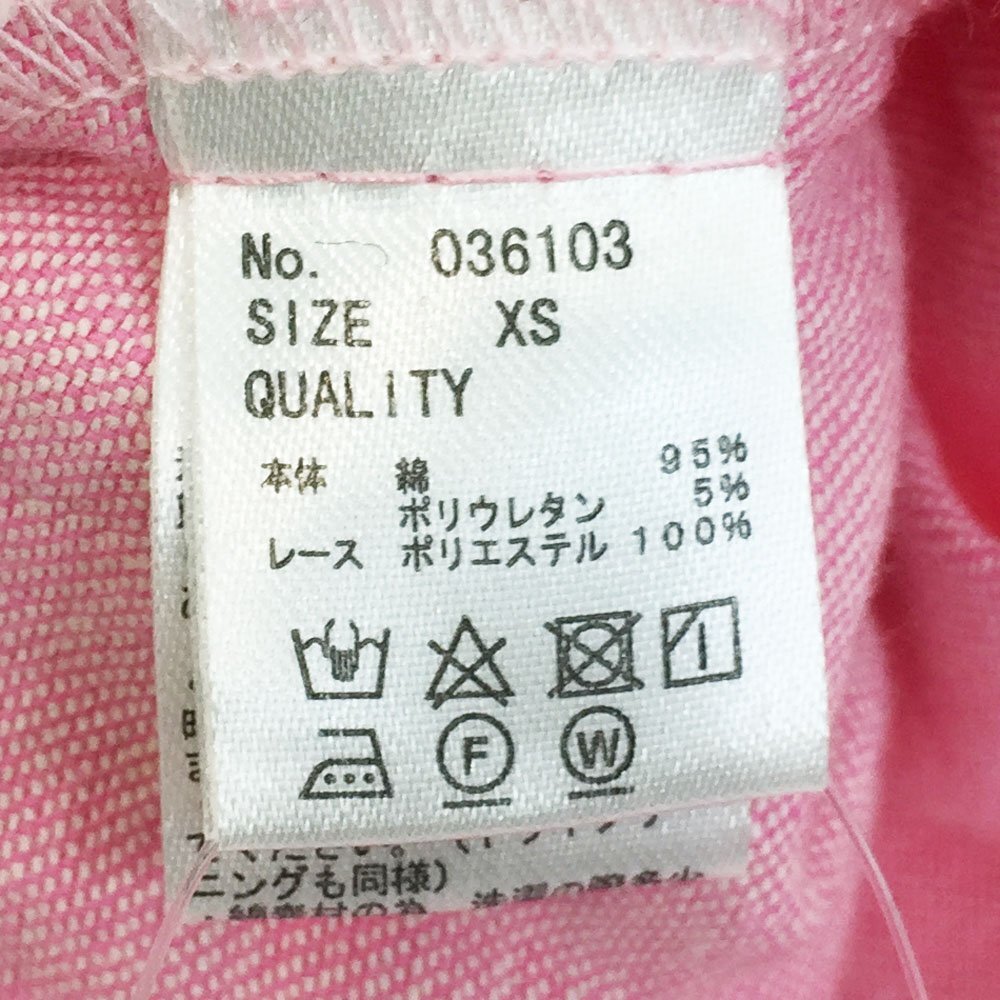 No. 036103
SIZE XS
QUALITY
本体 綿 95%
ポリウレタン 5%
レース ポリエステル 100%
F
W
ニングも同様)